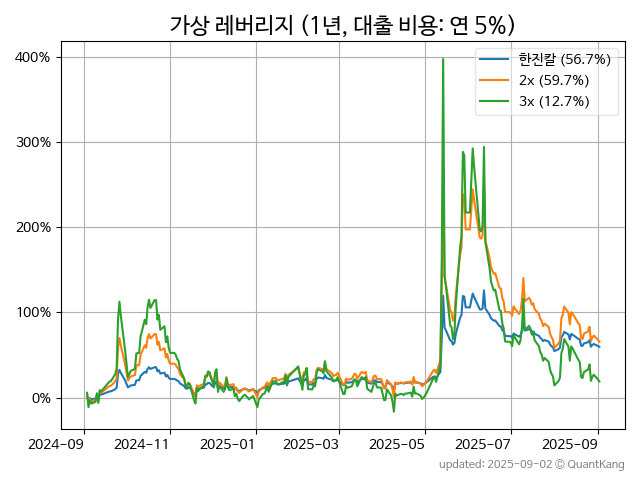 가상 레버리지 (1년, 대출 비용: 연 5%)
한진칼 (56.7%)
2x (59.7%)
3x (12.7%)
400%
300%
200%
100%
0%
2024-09
2024-11
2025-01
2025-03
2025-05
2025-07
2025-09
updated: 2025-09-02 © QuantKang